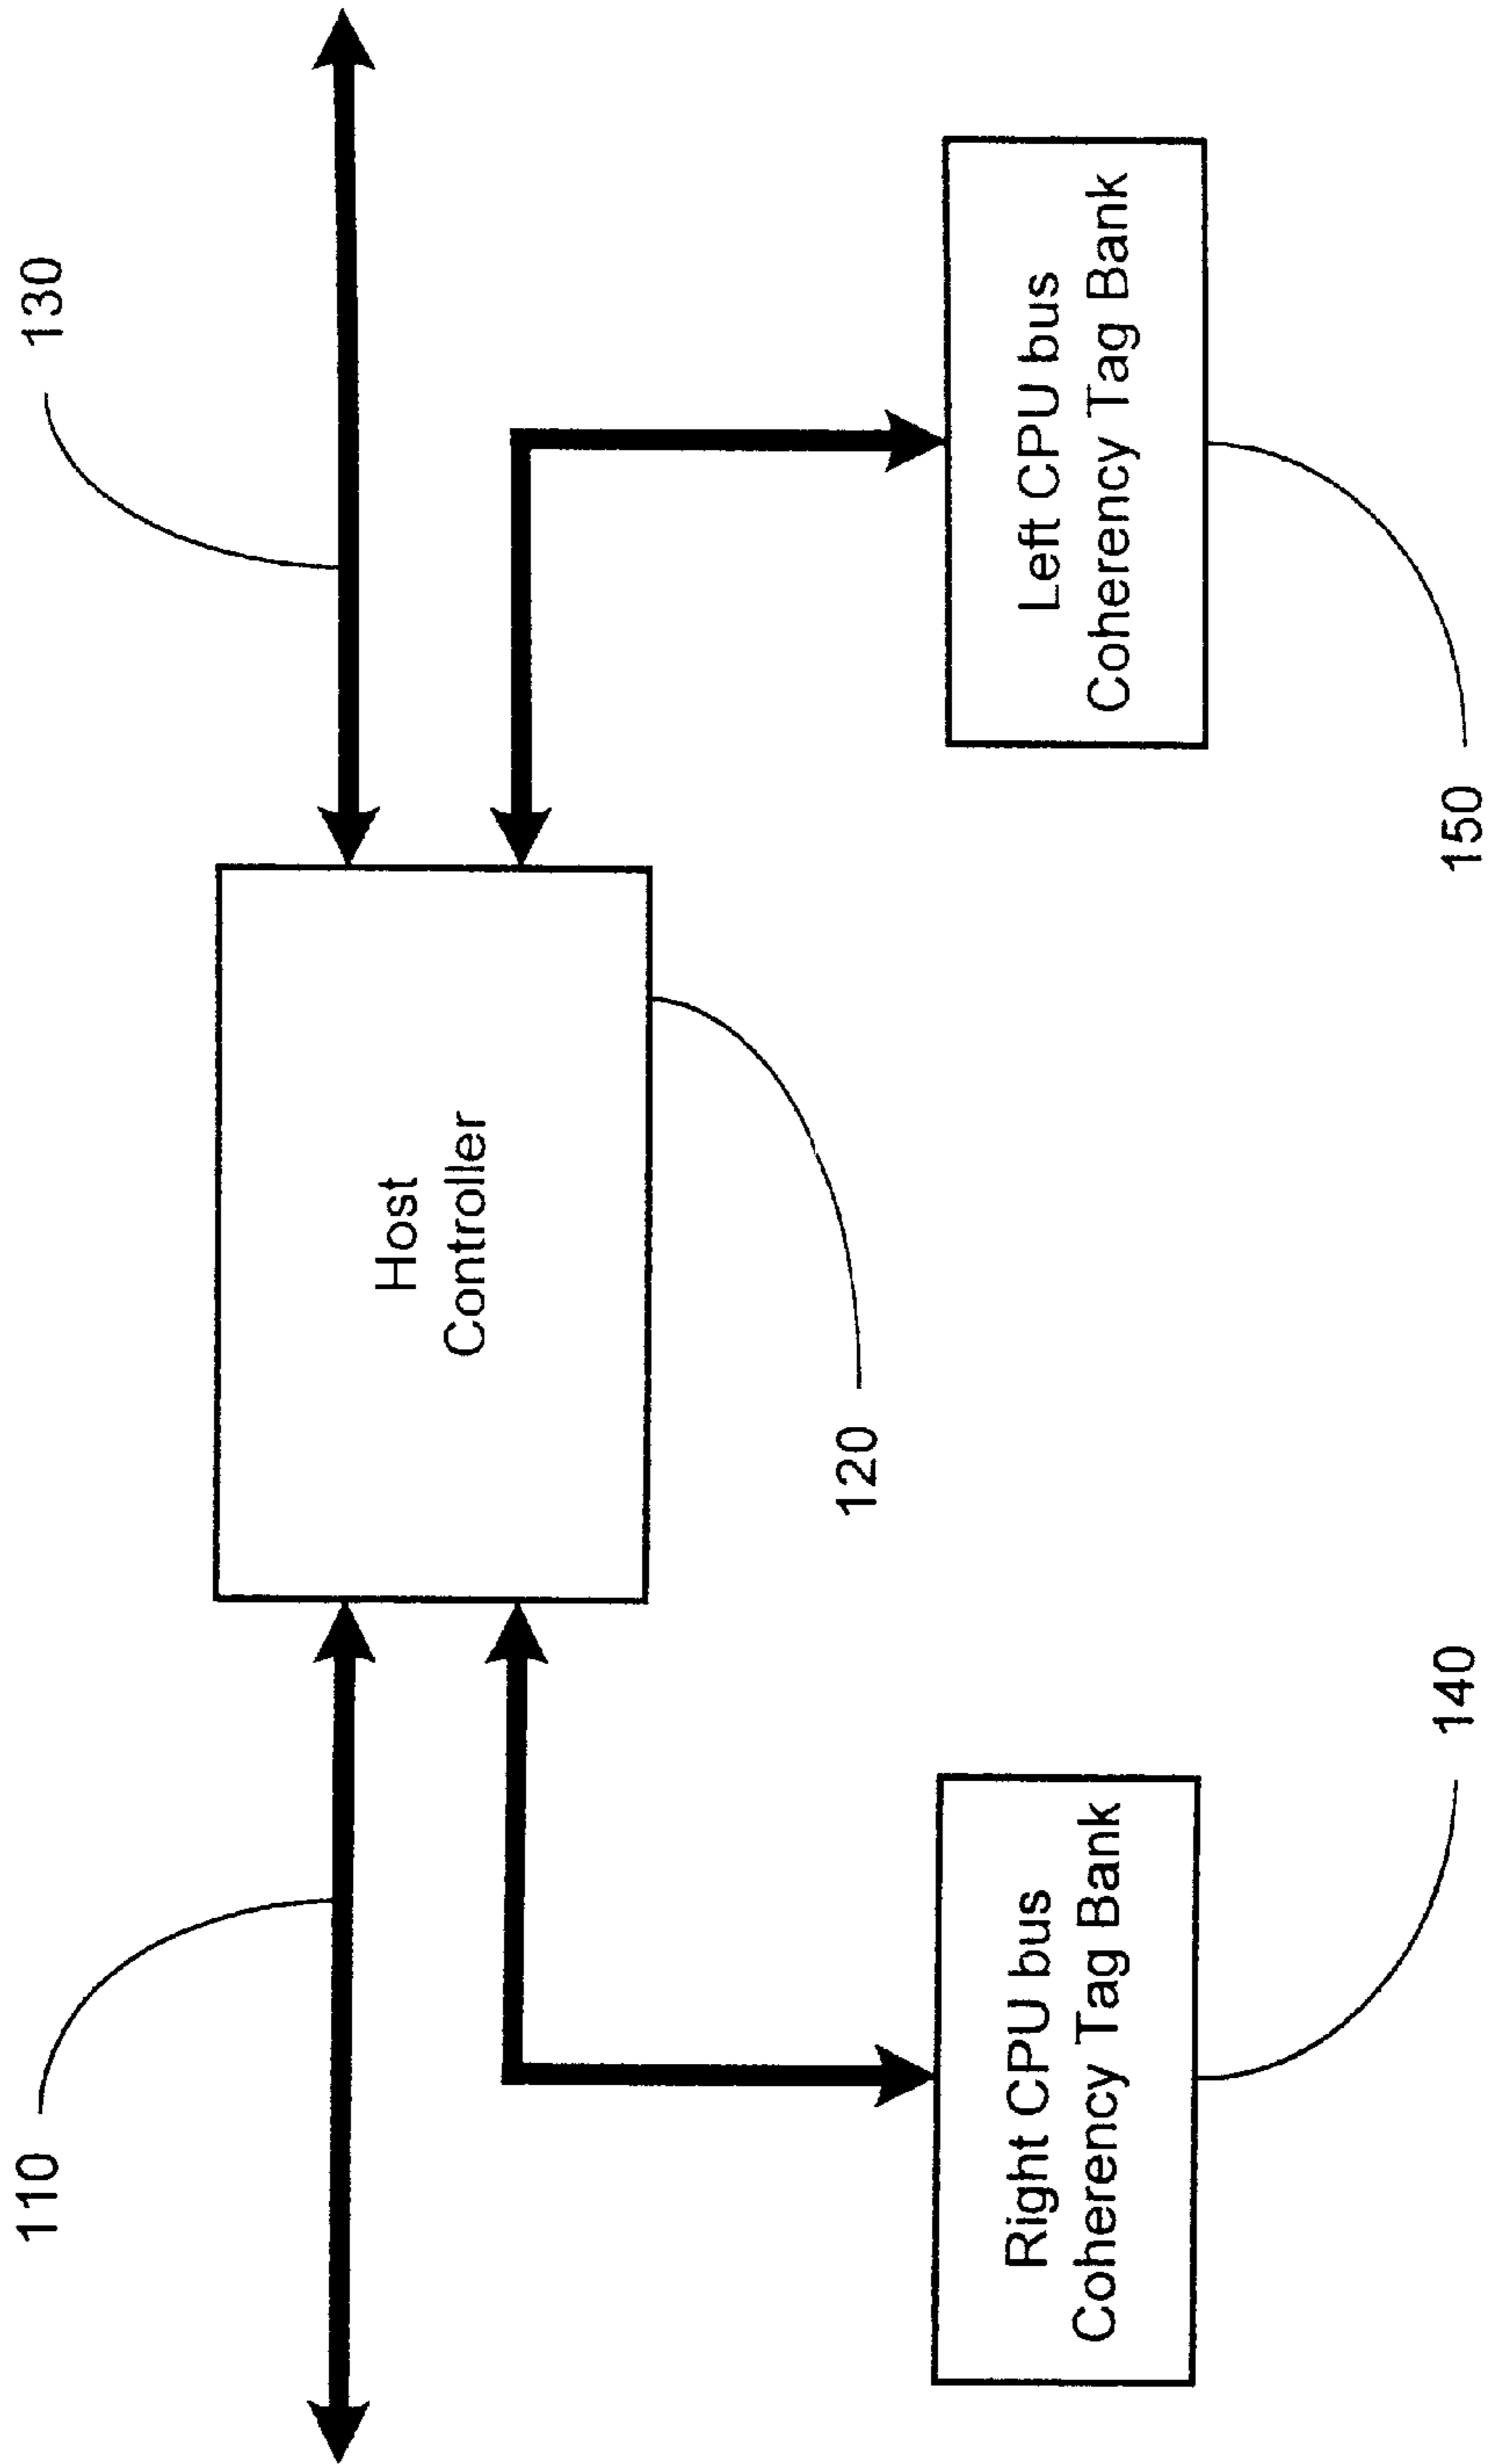 110
130
Host
Controller
120
Right CPU bus
Coherency Tag Bank
Left CPU bus
Coherency Tag Bank
140
150